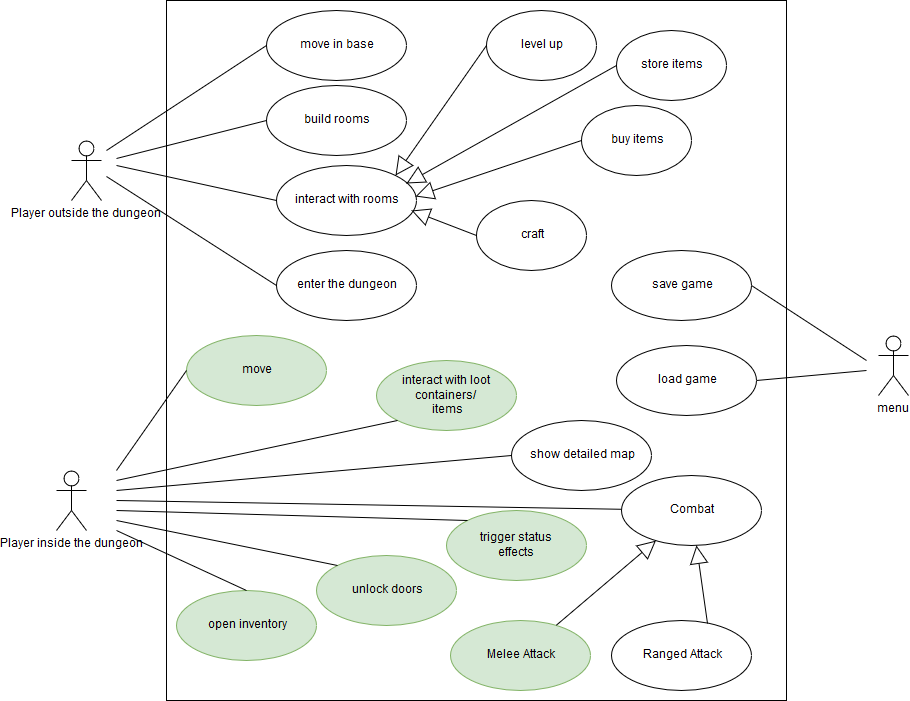 move in base
level up
store items
build rooms
buy items
interact with rooms
Player outside the dungeon
craft
enter the dungeon
save game
move
load game
interact with loot
containers/
items
menu
show detailed map
Combat
Player inside the dungeon
trigger status
effects
unlock doors
open inventory
Melee Attack
Ranged Attack